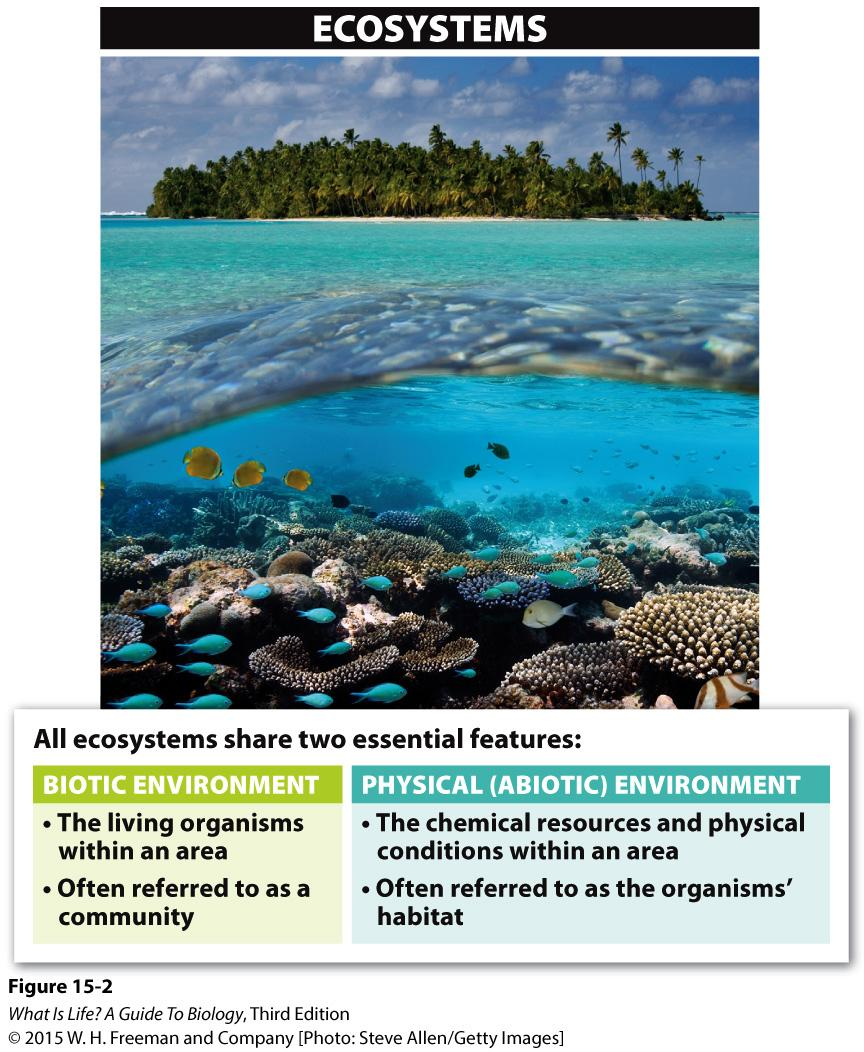 ECOSYSTEMS
All ecosystems share two essential features:
BIOTIC ENVIRONMENT
• The living organisms
within an area
• Often referred to as a
community
PHYSICAL (ABIOTIC) ENVIRONMENT
• The chemical resources and physical
conditions within an area
• Often referred to as the organisms’
habitat
Figure 15-2
What Is Life? A Guide To Biology, Third Edition
© 2015 W. H. Freeman and Company [Photo: Steve Allen/Getty Images]